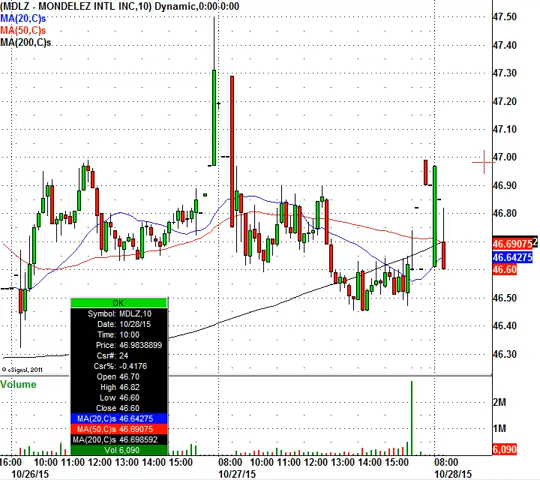 (MDLZ - MONDELEZ INTL INC,10) Dynamic,0:00-0:00
MA(20,C)s
MA(50,C)s
MA(200,C)s
47.50
47.40
47.30
47.20
47.10
47.00
46.90
46.80
46.69075 2
46.64275
46.60
46.50
46.40
46.30
OK
Symbol: MDLZ,10
Date: 10/28/15
Time: 10:00
Price: 46.9838899
Csr#: 24
Csr%: -0.4176
Open 46.70
High 46.82
Low 46.60
Close 46.60
MA(20,C)s 46.64275
MA(50,C)s 46.69075
MA(200,C)s 46.698592
Vol 6,090
© eSignal, 2011
Volume
2M
1M
6,090
16:00 10:00 11:00 12:00 13:00 14:00 15:00 08:00 10:00 11:00 12:00 13:00 14:00 15:00 08:00
10/26/15 10/27/15 10/28/15